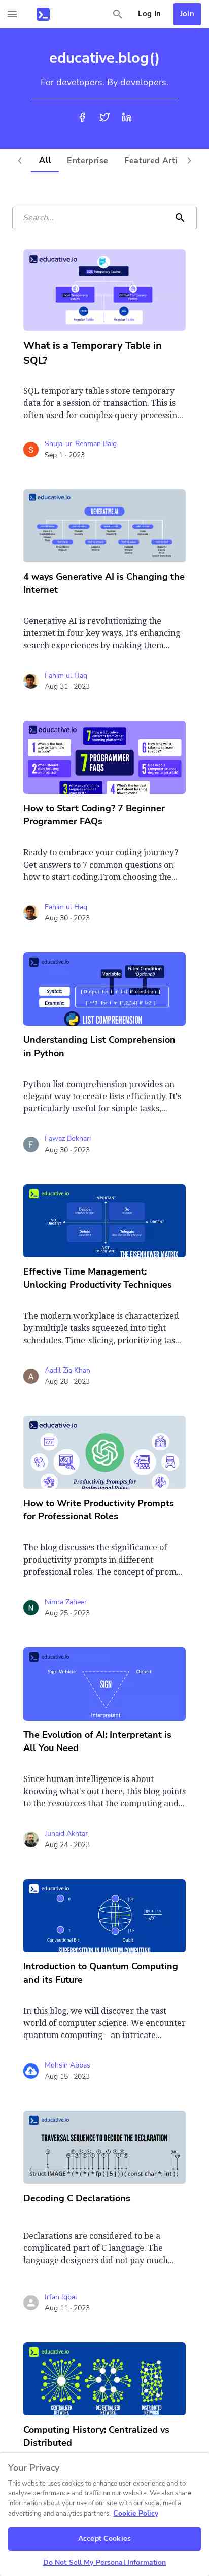 Log In
Join
educative.blog()
For developers. By developers.
All
Enterprise
Featured Arti
Search...
educative.io
Temporary Table
Regular Table
Regular Table
What is a Temporary Table in
SQL?
SQL temporary tables store temporary
data for a session or transaction. This is
often used for complex query processin...
S
Shuja-ur-Rehman Baig
Sep 1 · 2023
educative.io
GENERATIVE AI
4 ways Generative AI is Changing the
Internet
Generative AI is revolutionizing the
internet in four key ways. It's enhancing
search experiences by making them...
Fahim ul Haq
Aug 31 · 2023
educative.io
7 PROGRAMMER
FAQS
How to Start Coding? 7 Beginner
Programmer FAQs
Ready to embrace your coding journey?
Get answers to 7 common questions on
how to start coding.From choosing the...
Fahim ul Haq
Aug 30 · 2023
educative.io
Variable
Filter Condition
(Optional)
Syntax:
[Output for i in list if condition]
Example:
[i**3 for i in [1,2,3,4] if i> 2]
LIST COMPREHENSION
Understanding List Comprehension
in Python
Python list comprehension provides an
elegant way to create lists efficiently. It's
particularly useful for simple tasks,...
F
Fawaz Bokhari
Aug 30 · 2023
educative.io
IMPORTANT
NOT
URGENT
URGENT
NOT IMPORTANT
THE EISENHOWER MATRIX
Effective Time Management:
Unlocking Productivity Techniques
The modern workplace is characterized
by multiple tasks squeezed into tight
schedules. Time-slicing, prioritizing tas...
A
Aadil Zia Khan
Aug 28 · 2023
educative.io
Productivity Prompts for
Professional Roles
How to Write Productivity Prompts
for Professional Roles
The blog discusses the significance of
productivity prompts in different
professional roles. The concept of prom...
N
Nimra Zaheer
Aug 25 · 2023
educative.io
Sign Vehicle
Object
SIGN
Interpretant
The Evolution of AI: Interpretant is
All You Need
Since human intelligence is about
knowing what's out there, this blog points
to the resources that the computing and...
Junaid Akhtar
Aug 24 · 2023
educative.io
Conventional Bit
Qubit
SUPERPOSITION IN QUANTUM COMPUTING
Introduction to Quantum Computing
and its Future
In this blog, we will discover the vast
world of computer science. We encounter
quantum computing—an intricate...
Mohsin Abbas
Aug 15 · 2023
educative.io
TRAVERSAL SEQUENCE TO DECODE THE DECLARATION
struct IMAGE * ( * ( * fp ) [ 5 ] ) ( const char *, int );
Decoding C Declarations
Declarations are considered to be a
complicated part of C language. The
language designers did not pay much...
Irfan Iqbal
Aug 11 · 2023
educative.io
CENTRALIZED
NETWORK
DECENTRALIZED
NETWORK
DISTRIBUTED
NETWORK
Computing History: Centralized vs
Distributed
Your Privacy
This website uses cookies to enhance user experience and to
analyze performance and traffic on our website. We also share
information about your use of our site with our social media,
advertising and analytics partners. Cookie Policy
Accept Cookies
Do Not Sell My Personal Information